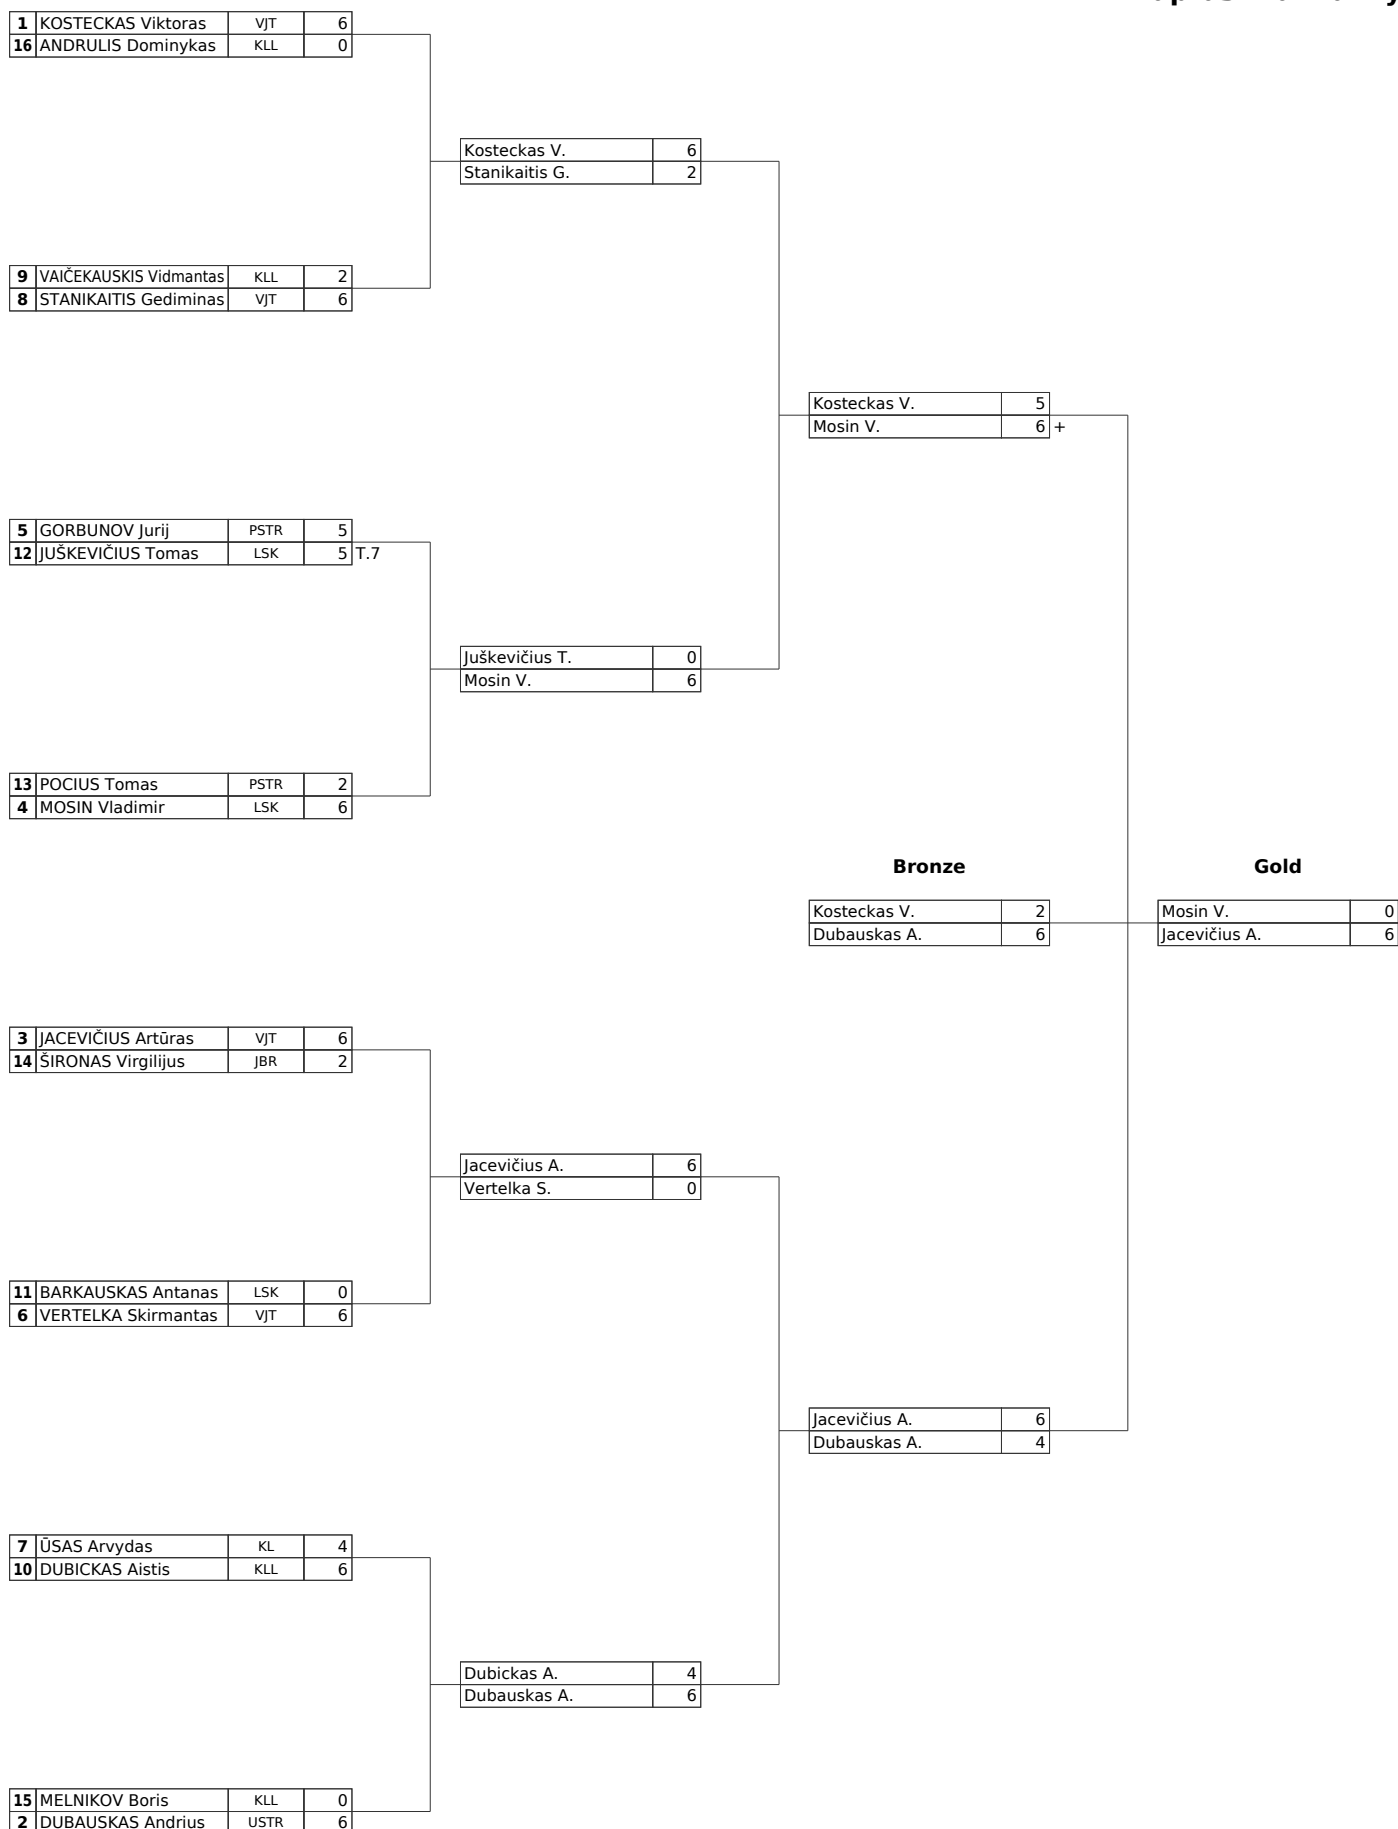 1 KOSTECKAS Viktoras VJT 6
16 ANDRULIS Dominykas KLL 0
Kosteckas V. 6
Stanikaitis G. 2
9 VAIČEKAUSKIS Vidmantas KLL 2
8 STANIKAITIS Gediminas VJT 6
Kosteckas V. 5
Mosin V. 6 +
5 GORBUNOV Jurij PSTR 5
12 JUŠKEVIČIUS Tomas LSK 5 T.7
Juškevičius T. 0
Mosin V. 6
13 POCIUS Tomas PSTR 2
4 MOSIN Vladimir LSK 6
Bronze Gold
Kosteckas V. 2 Mosin V. 0
Dubauskas A. 6 Jacevičius A. 6
3 JACEVIČIUS Artūras VJT 6
14 ŠIRONAS Virgilijus JBR 2
Jacevičius A. 6
Vertelka S. 0
11 BARKAUSKAS Antanas LSK 0
6 VERTELKA Skirmantas VJT 6
Jacevičius A. 6
Dubauskas A. 4
7 ŪSAS Arvydas KL 4
10 DUBICKAS Aistis KLL 6
Dubickas A. 4
Dubauskas A. 6
15 MELNIKOV Boris KLL 0
2 DUBAUSKAS Andrius USTR 6